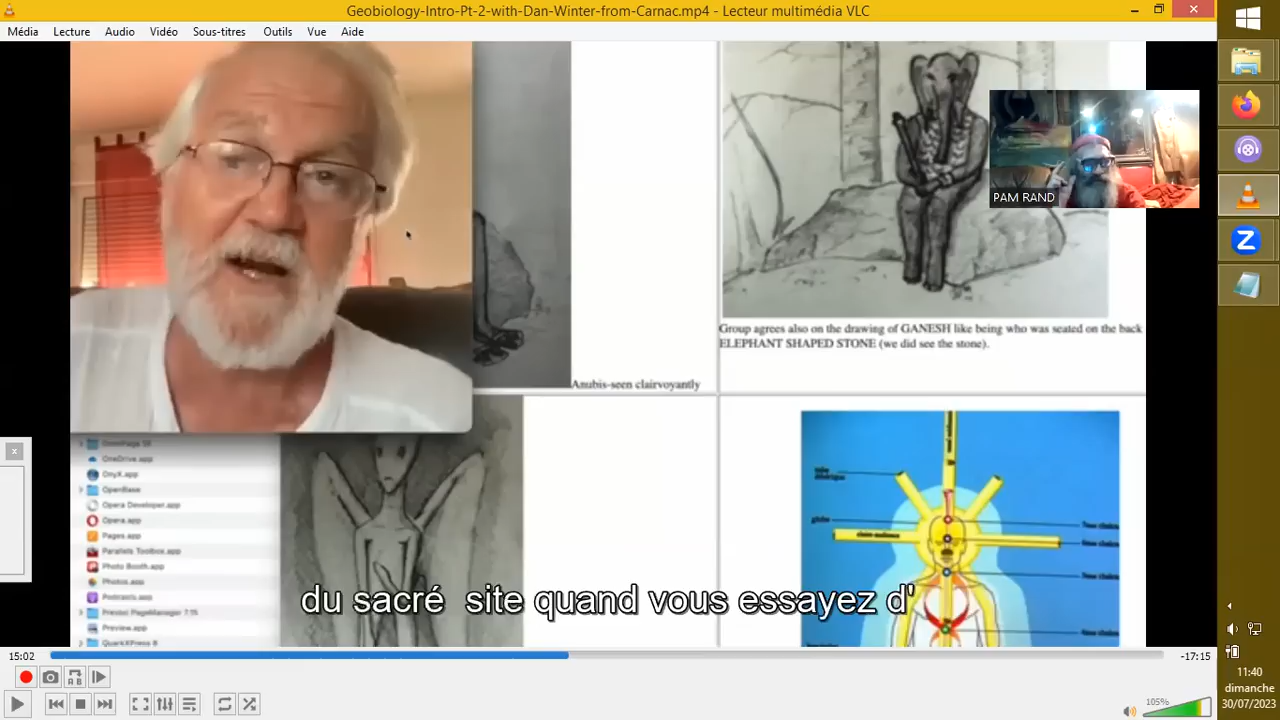 Geobiology-Intro-Pt-2-with-Dan-Winter-from-Carnac.mp4 - Lecteur multimédia VLC
Média Lecture Audio Vidéo Sous-titres Outils Vue Aide
PAM RAND
Group agrees also on the drawing of GANESH like being who was seated on the back
ELEPHANT SHAPED STONE (we did see the stone).
Anubis-seen clairvoyantly
OneDrive.app
OnyX.app
OpenBase
Opera Developer.app
Opera.app
Pages.app
Parallels Toolbox.app
Photo Booth.app
Photos.app
Podcasts.app
Preview.app
QuarkXPress 8
du sacré site quand vous essayez d'
15:02
-17:15
105%
11:40
dimanche
30/07/2023